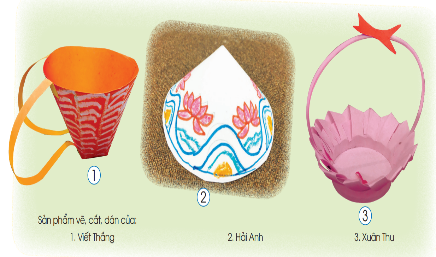 1
2
3
Sản phẩm vẽ, cắt, dán của:
1. Viết Thắng
2. Hải Anh
3. Xuân Thu